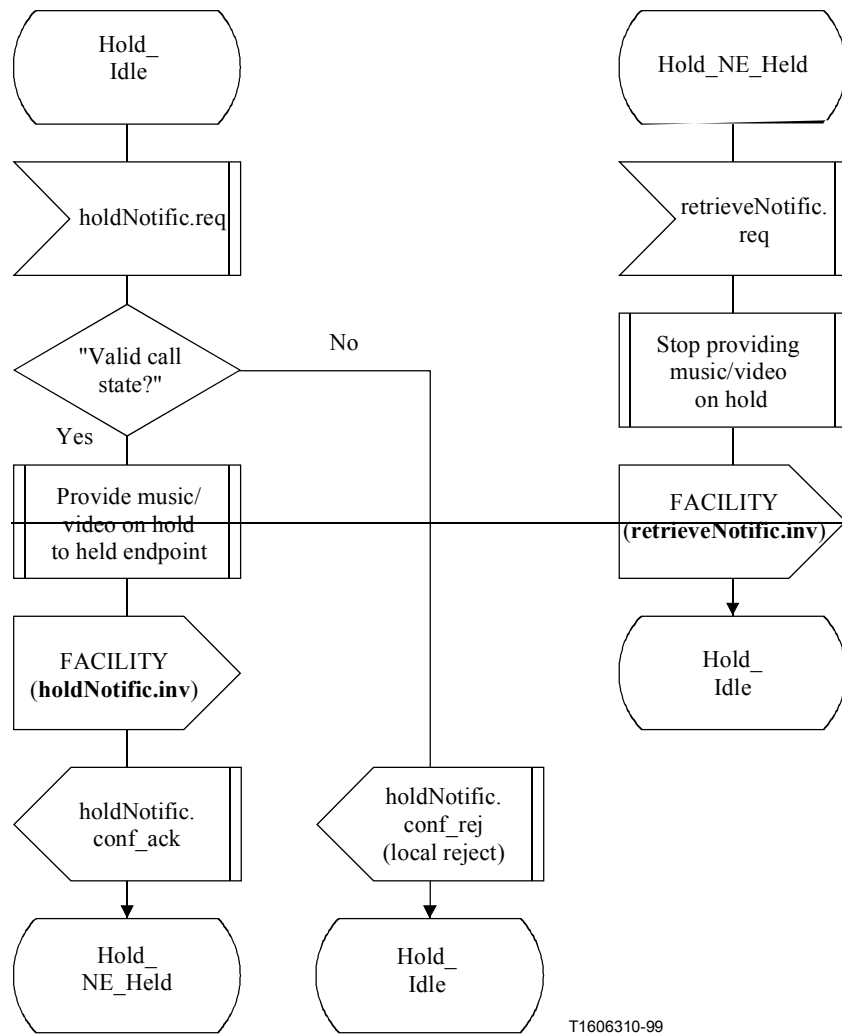 Hold_
Idle
holdNotific.req
"Valid call
state?"
No
Yes
Provide music/
video on hold
to held endpoint
FACILITY
(holdNotific.inv)
holdNotific.
conf_ack
Hold_
NE_Held
holdNotific.
conf_rej
(local reject)
Hold_
Idle
Hold_NE_Held
retrieveNotific.
req
Stop providing
music/video
on hold
FACILITY
(retrieveNotific.inv)
Hold_
Idle
T1606310-99